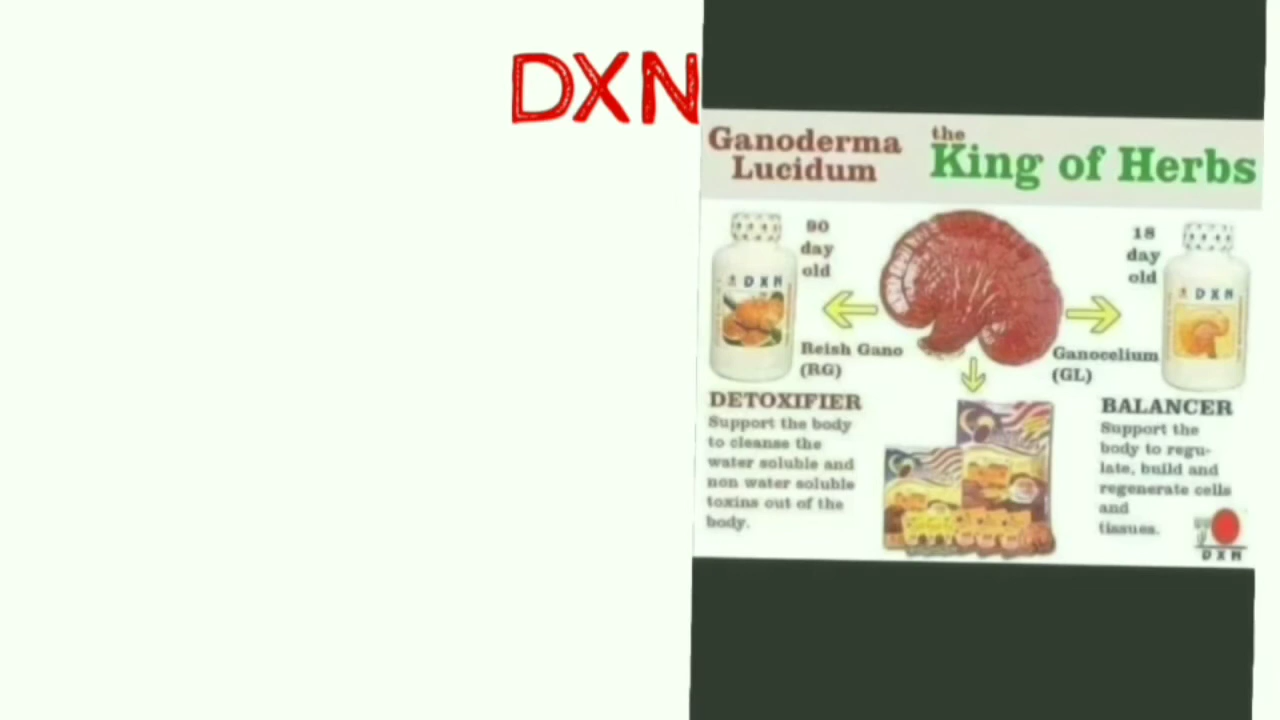 DXN
Ganoderma
Lucidum
the
King of Herbs
90
day
old
DXN
Reish Gano
(RG)
DETOXIFIER
Support the body
to cleanse the
water soluble and
non water soluble
toxins out of the
body.
18
day
old
DXN
Ganocelium
(GL)
BALANCER
Support the
body to regu-
late, build and
regenerate cells
and
tissues.
DXN